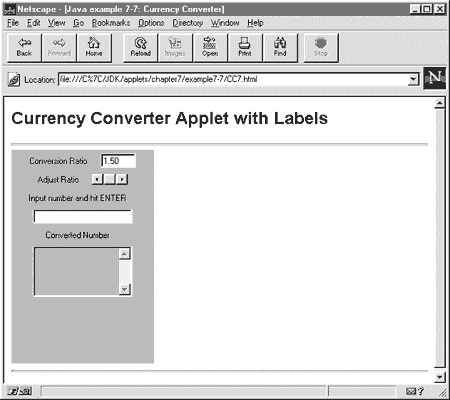 Netscape - [Java example 7-7: Currency Converter]
File Edit View Go Bookmarks Options Directory Window Help
Back Forward Home Reload Images Open Print Find Stop
Location: file:///C%7C/JDK/applets/chapter7/example7-7/CC7.html
N
Currency Converter Applet with Labels
Conversion Ratio 1.50
Adjust Ratio
Input number and hit ENTER
Converted Number
?